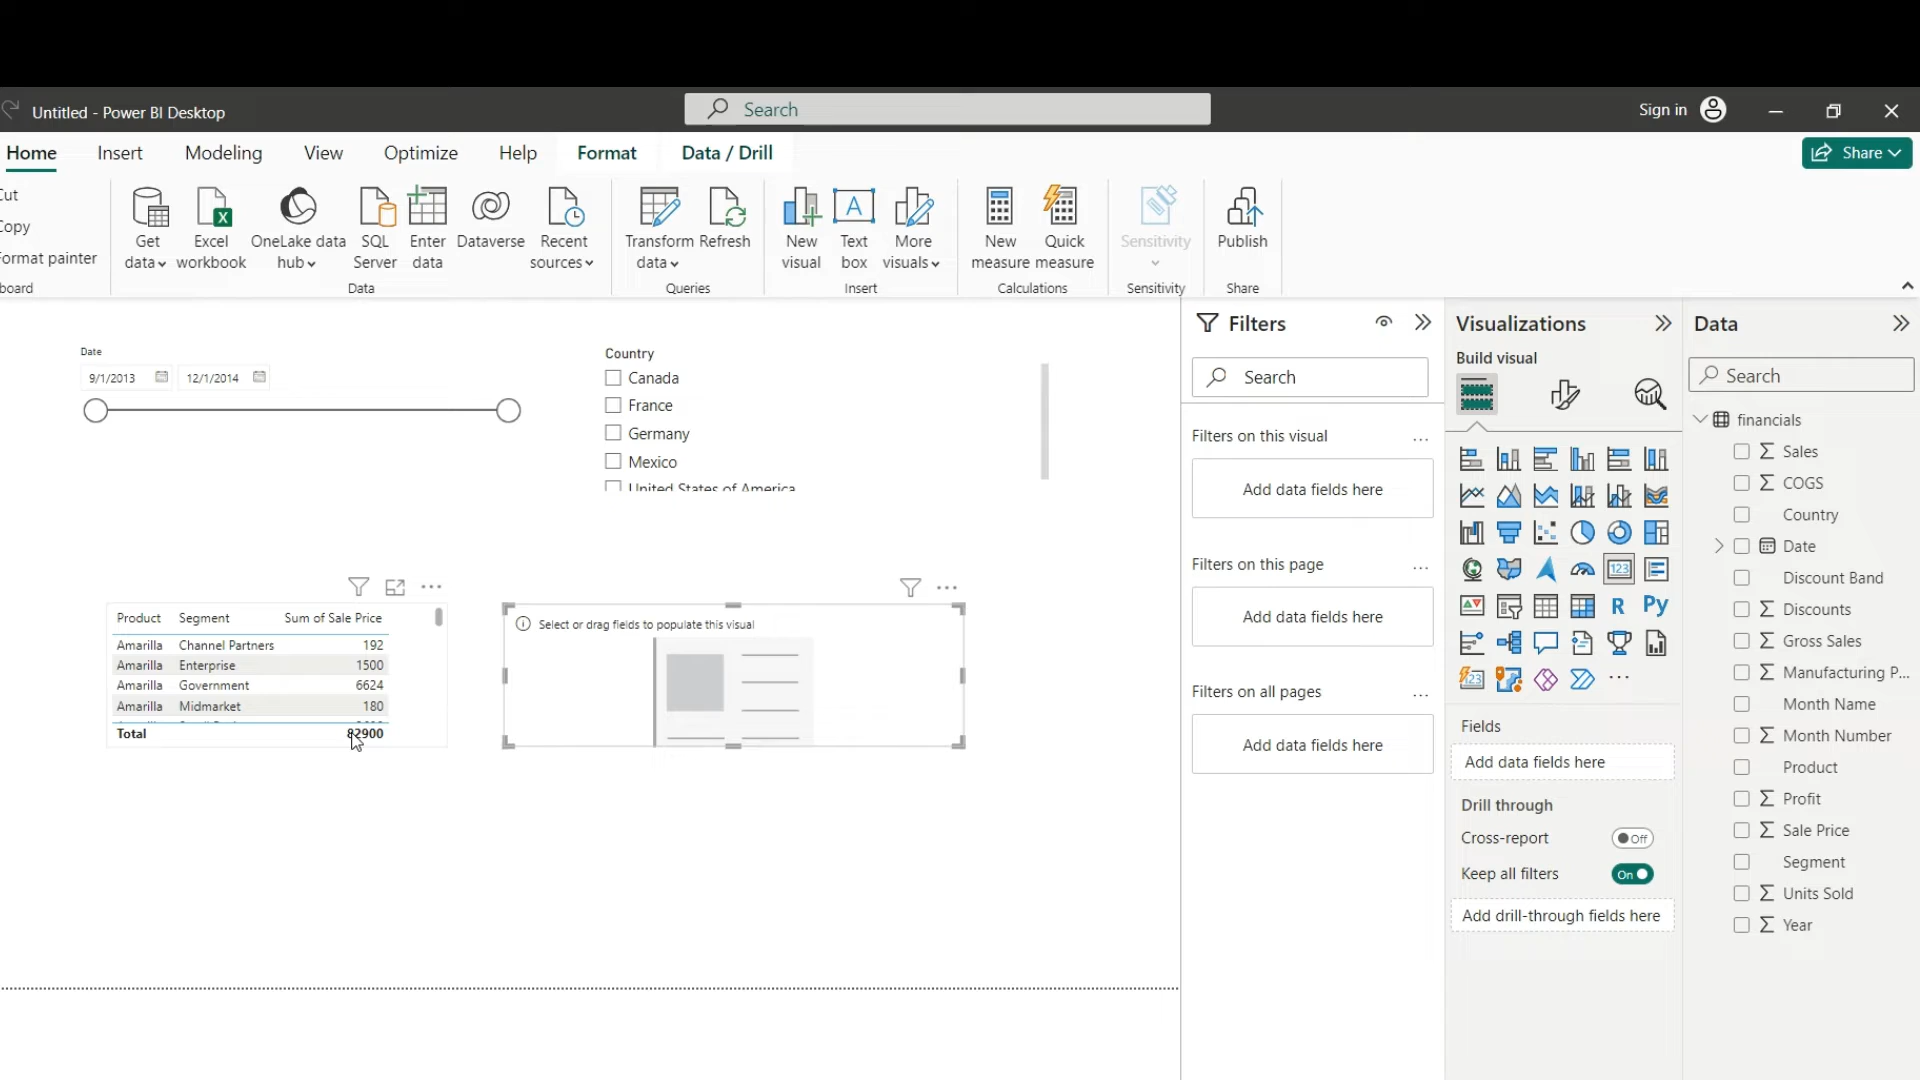 Untitled - Power BI Desktop
Search
Sign in
Home
Insert
Modeling
View
Optimize
Help
Format
Data / Drill
Share
Cut
Copy
Format painter
board
Get data
Excel workbook
OneLake data hub
SQL Server
Enter data
Dataverse
Recent sources
Data
Transform data
Refresh
Queries
New visual
Text box
More visuals
Insert
New measure
Quick measure
Calculations
Sensitivity
Sensitivity
Publish
Share
Date
9/1/2013
12/1/2014
Country
Canada
France
Germany
Mexico
United States of America
Product Segment Sum of Sale Price
Amarilla Channel Partners 192
Amarilla Enterprise 1500
Amarilla Government 6624
Amarilla Midmarket 180
Total 82900
Select or drag fields to populate this visual
Filters
Search
Filters on this visual
Add data fields here
Filters on this page
Add data fields here
Filters on all pages
Add data fields here
Visualizations
Build visual
123
R
Py
123
Fields
Add data fields here
Drill through
Cross-report
Off
Keep all filters
On
Add drill-through fields here
Data
Search
financials
Σ Sales
Σ COGS
Country
Date
Discount Band
Σ Discounts
Σ Gross Sales
Σ Manufacturing P...
Month Name
Σ Month Number
Product
Σ Profit
Σ Sale Price
Segment
Σ Units Sold
Σ Year